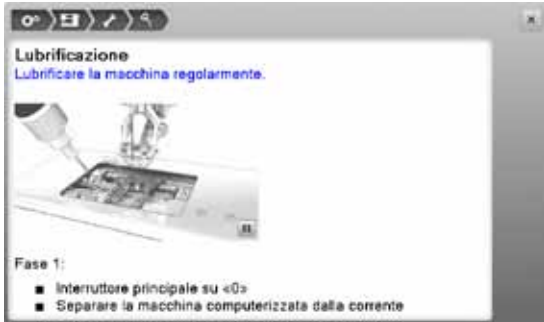 Lubrificazione
Lubrificare la macchina regolarmente.
Fase 1:
Interruttore principale su <0>
Separare la macchina computerizzata dalla corrente